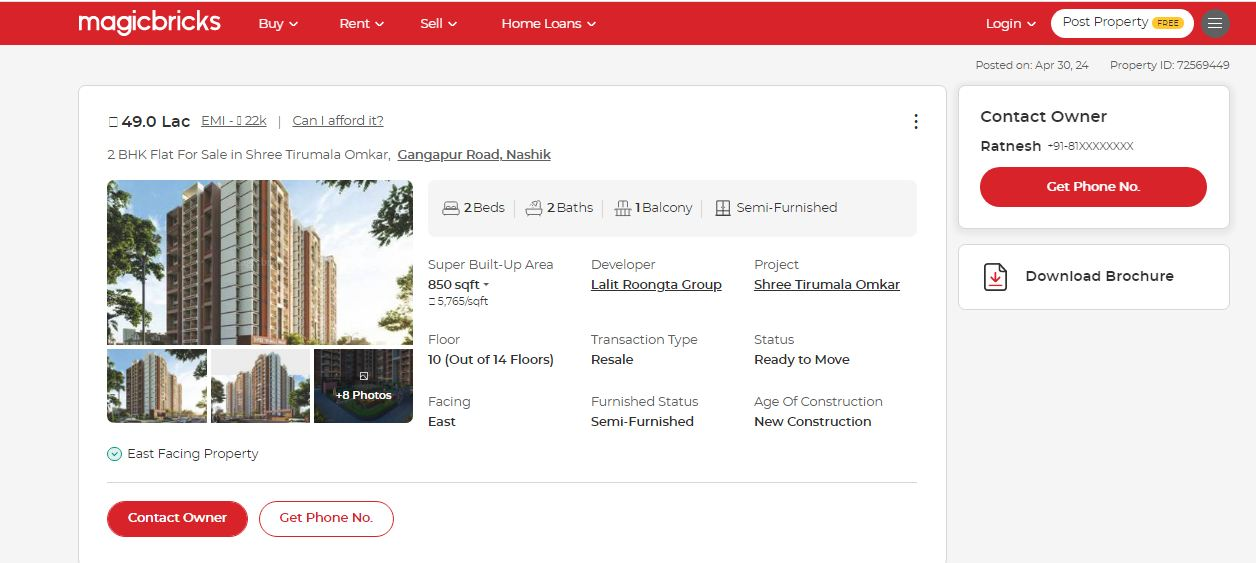 magicbricks Buy Rent Sell Home Loans Login Post Property FREE
Posted on: Apr 30, 24 Property ID: 72569449
49.0 Lac EMI - 22k | Can I afford it?
2 BHK Flat For Sale in Shree Tirumala Omkar, Gangapur Road, Nashik
2 Beds 2 Baths 1 Balcony Semi-Furnished
Super Built-Up Area Developer Project
850 sqft Lalit Roongta Group Shree Tirumala Omkar
5,765/sqft
Floor Transaction Type Status
10 (Out of 14 Floors) Resale Ready to Move
+8 Photos
Facing Furnished Status Age Of Construction
East Semi-Furnished New Construction
East Facing Property
Contact Owner Get Phone No.
Contact Owner
Ratnesh +91-81XXXXXXXX
Get Phone No.
Download Brochure